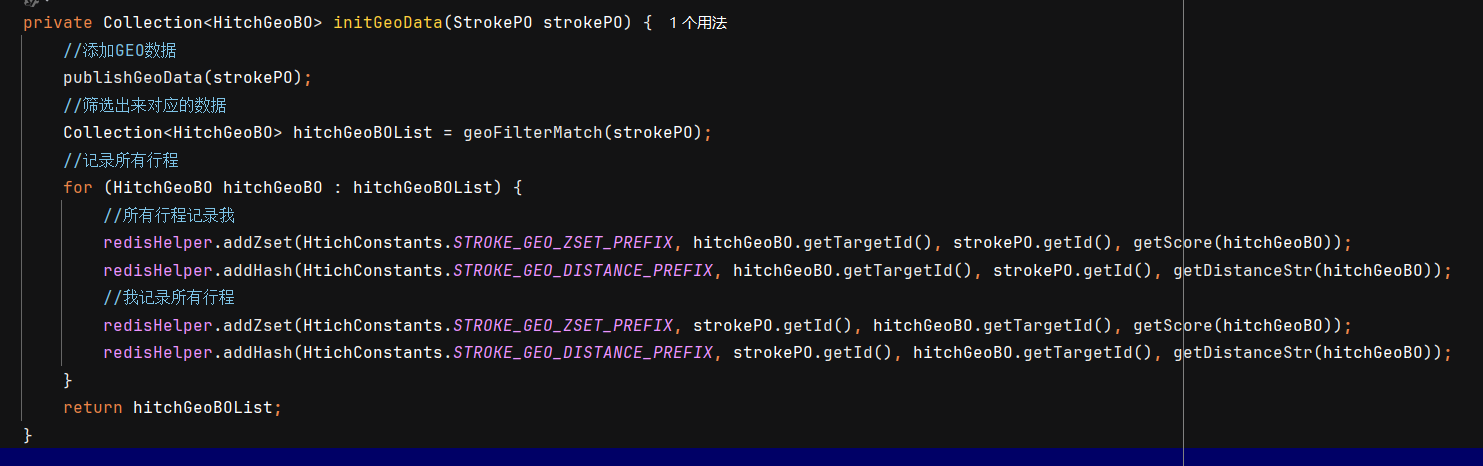 private Collection<HitchGeoBO> initGeoData(StrokePO strokePO) { 1 个用法
//添加GEO数据
publishGeoData(strokePO);
//筛选出来对应的数据
Collection<HitchGeoBO> hitchGeoBOList = geoFilterMatch(strokePO);
//记录所有行程
for (HitchGeoBO hitchGeoBO : hitchGeoBOList) {
//所有行程记录我
redisHelper.addZset(HtichConstants.STROKE_GEO_ZSET_PREFIX, hitchGeoBO.getTargetId(), strokePO.getId(), getScore(hitchGeoBO));
redisHelper.addHash(HtichConstants.STROKE_GEO_DISTANCE_PREFIX, hitchGeoBO.getTargetId(), strokePO.getId(), getDistanceStr(hitchGeoBO));
//我记录所有行程
redisHelper.addZset(HtichConstants.STROKE_GEO_ZSET_PREFIX, strokePO.getId(), hitchGeoBO.getTargetId(), getScore(hitchGeoBO));
redisHelper.addHash(HtichConstants.STROKE_GEO_DISTANCE_PREFIX, strokePO.getId(), hitchGeoBO.getTargetId(), getDistanceStr(hitchGeoBO));
}
return hitchGeoBOList;
}